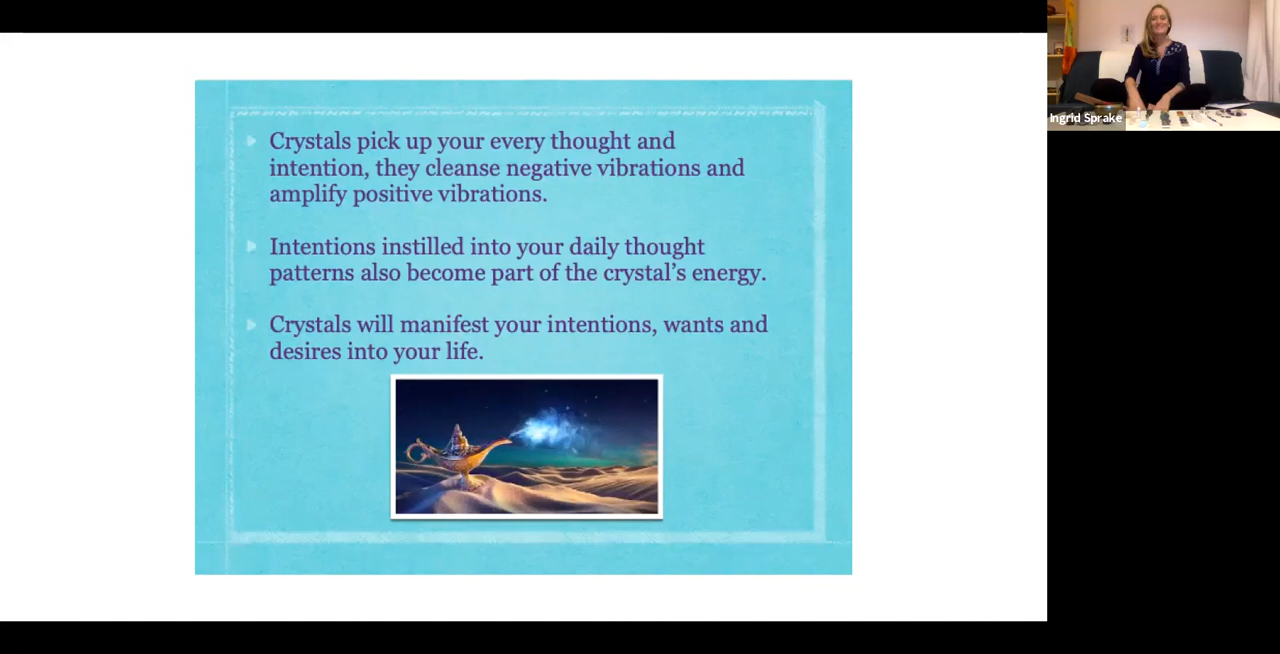 Crystals pick up your every thought and
intention, they cleanse negative vibrations and
amplify positive vibrations.
Intentions instilled into your daily thought
patterns also become part of the crystal's energy.
Crystals will manifest your intentions, wants and
desires into your life.
Ingrid Sprake